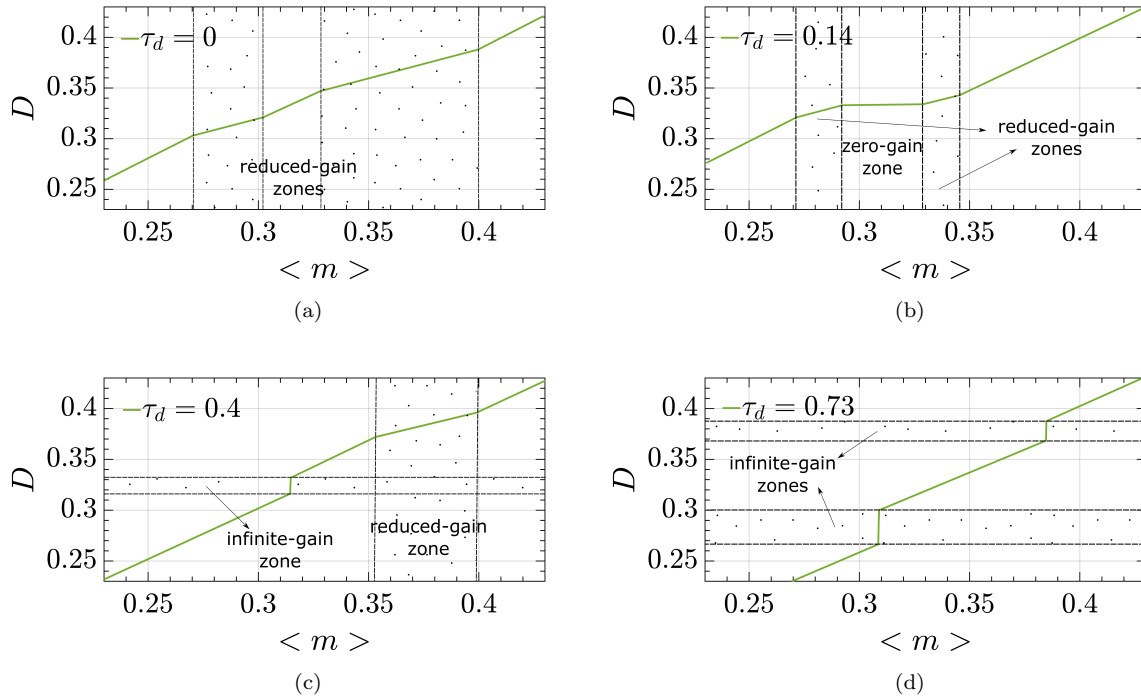 D
0.4
0.35
0.3
0.25
τ_d = 0
reduced-gain
zones
0.25
0.3
0.35
0.4
< m >
(a)
D
0.4
0.35
0.3
0.25
τ_d = 0.14
zero-gain
zone
reduced-gain
zones
0.25
0.3
0.35
0.4
< m >
(b)
D
0.4
0.35
0.3
0.25
τ_d = 0.4
infinite-gain
zone
reduced-gain
zone
0.25
0.3
0.35
0.4
< m >
(c)
D
0.4
0.35
0.3
0.25
τ_d = 0.73
infinite-gain
zones
0.25
0.3
0.35
0.4
< m >
(d)